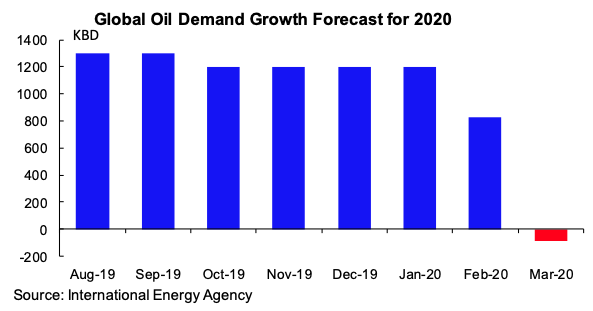 Global Oil Demand Growth Forecast for 2020
KBD
1400
1200
1000
800
600
400
200
0
-200
Aug-19 Sep-19 Oct-19 Nov-19 Dec-19 Jan-20 Feb-20 Mar-20
Source: International Energy Agency